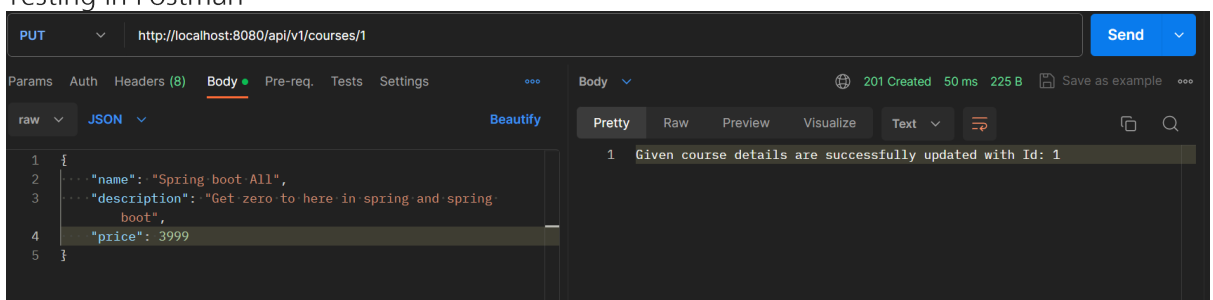 Testing in Postman
PUT http://localhost:8080/api/v1/courses/1 Send
Params Auth Headers (8) Body Pre-req. Tests Settings
Body 201 Created 50 ms 225 B Save as example
raw JSON Beautify
Pretty Raw Preview Visualize Text
1 {
2 "name": "Spring boot All",
3 "description": "Get zero to here in spring and spring
boot",
4 "price": 3999
5 }
1 Given course details are successfully updated with Id: 1